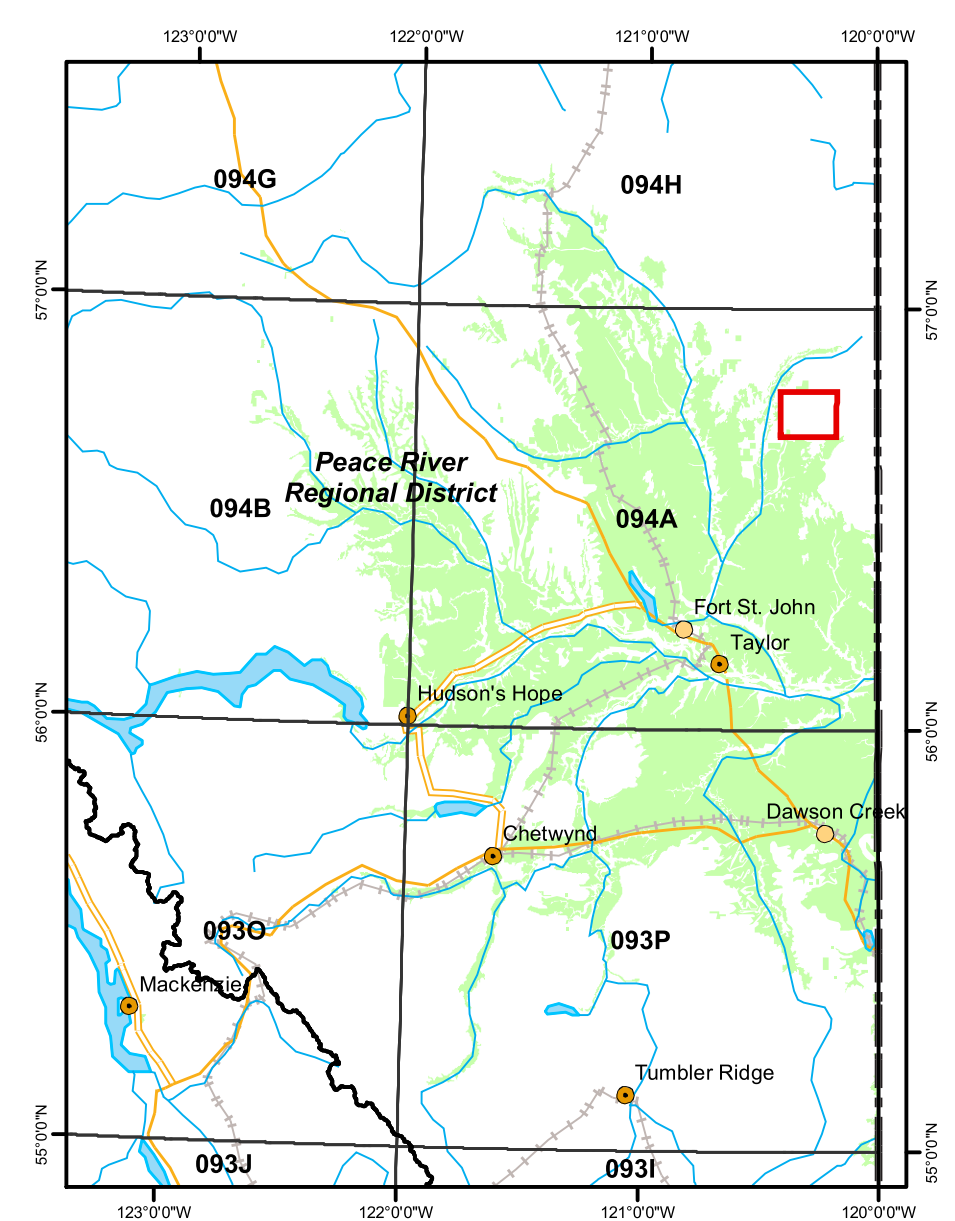 123°0'0"W
122°0'0"W
121°0'0"W
120°0'0"W
094G
094H
57°0'0"N
57°0'0"N
Peace River
Regional District
094B
094A
Fort St. John
Taylor
Hudson's Hope
56°0'0"N
56°0'0"N
Dawson Creek
Chetwynd
093O
093P
Mackenzie
Tumbler Ridge
55°0'0"N
55°0'0"N
093J
093I
123°0'0"W
122°0'0"W
121°0'0"W
120°0'0"W